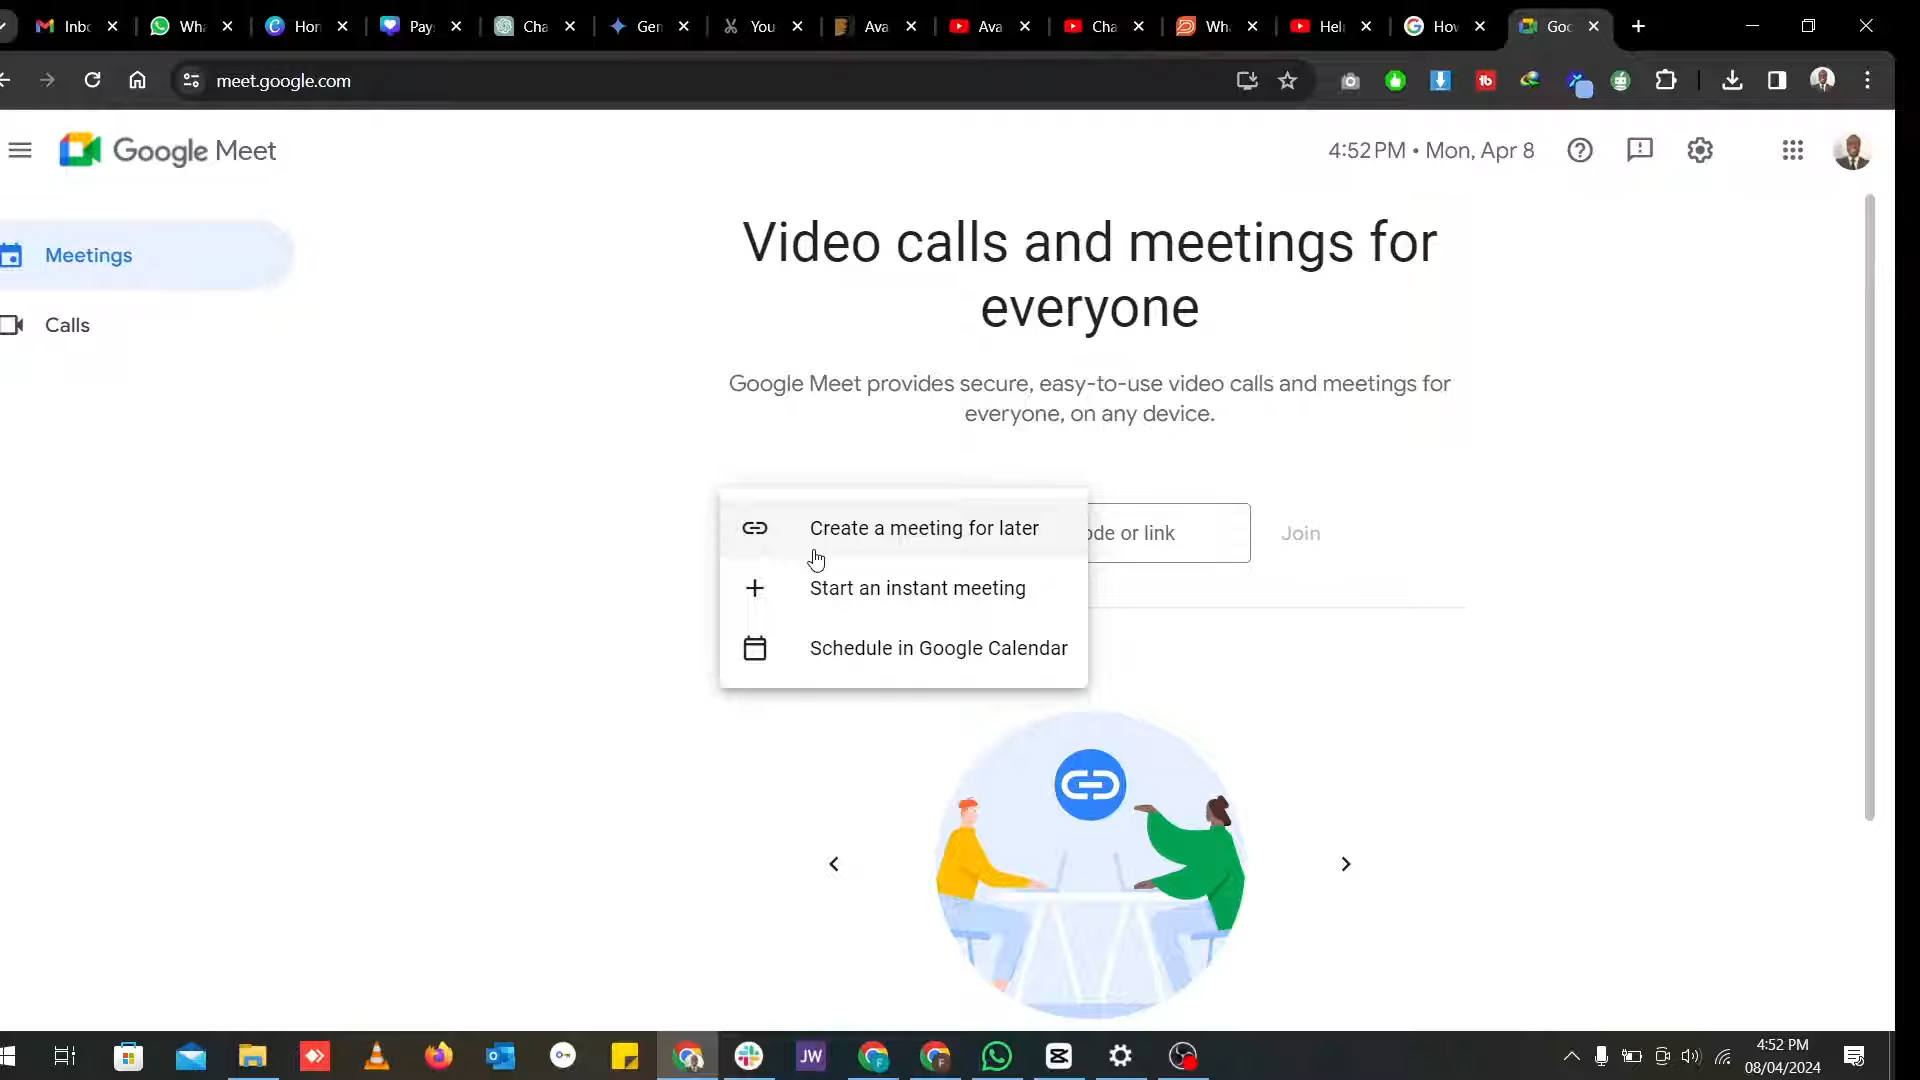 Inbc
Wha
Hon
Pay
Cha
Gen
You
Ava
Ava
Cha
Wh
Hel
Hov
Goc
meet.google.com
Google Meet
4:52 PM • Mon, Apr 8
Meetings
Calls
Video calls and meetings for
everyone
Google Meet provides secure, easy-to-use video calls and meetings for
everyone, on any device.
Create a meeting for later
ode or link
Join
Start an instant meeting
Schedule in Google Calendar
JW
4:52 PM
08/04/2024